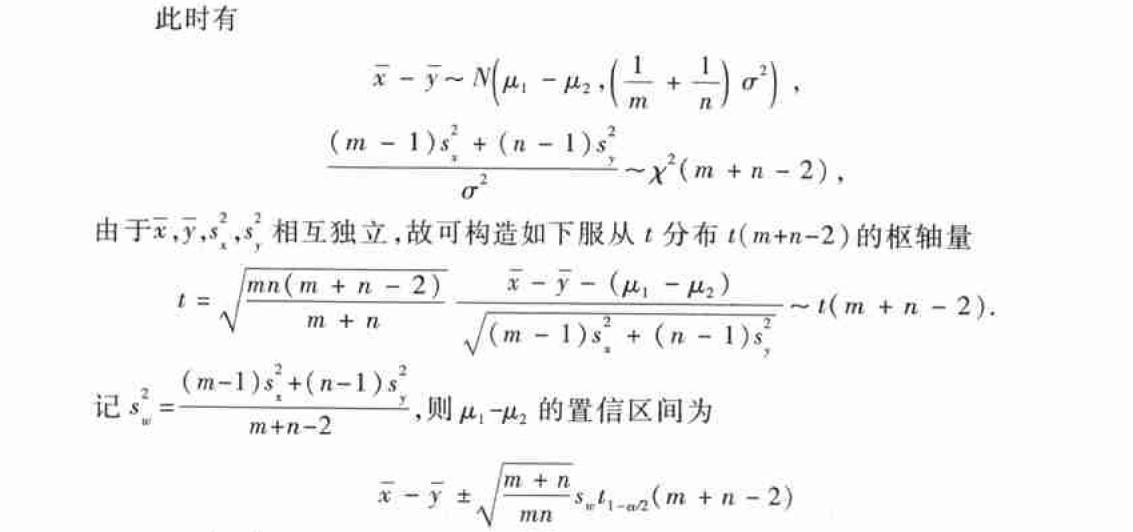 此时有
$\bar{x} - \bar{y} \sim N\left(\mu_1 - \mu_2, \left(\frac{1}{m} + \frac{1}{n}\right)\sigma^2\right),$
$\frac{(m-1)s_x^2 + (n-1)s_y^2}{\sigma^2} \sim \chi^2(m+n-2),$
由于$\bar{x},\bar{y},s_x^2,s_y^2$ 相互独立,故可构造如下服从 t 分布 $t(m+n-2)$的枢轴量
$t = \sqrt{\frac{mn(m+n-2)}{m+n}} \frac{\bar{x} - \bar{y} - (\mu_1 - \mu_2)}{\sqrt{(m-1)s_x^2 + (n-1)s_y^2}} \sim t(m+n-2).$
记 $s_w^2 = \frac{(m-1)s_x^2+(n-1)s_y^2}{m+n-2}$,则 $\mu_1-\mu_2$ 的置信区间为
$\bar{x} - \bar{y} \pm \sqrt{\frac{m+n}{mn}} s_w t_{1-\alpha/2}(m+n-2)$